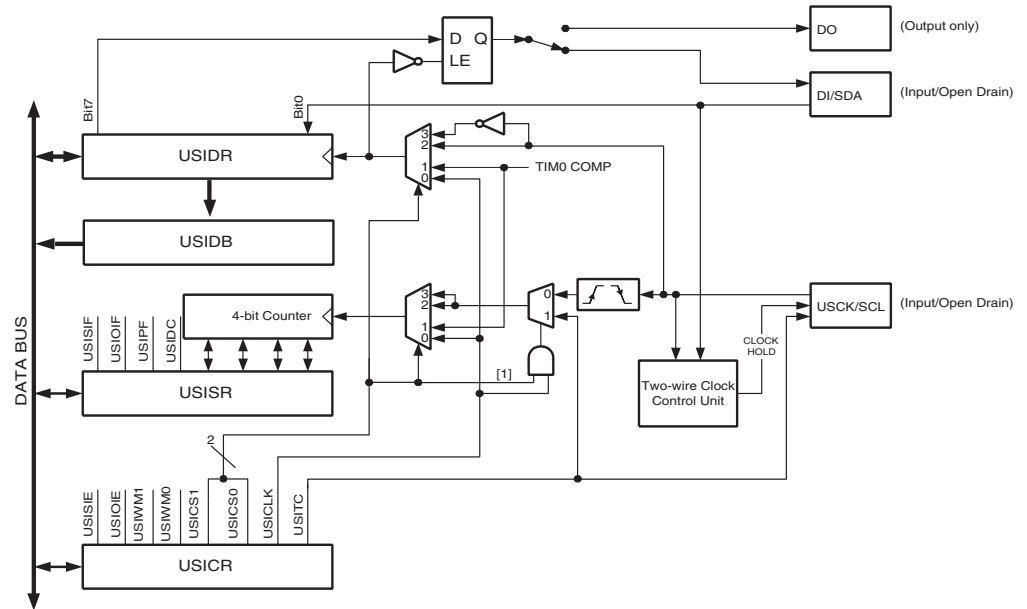 D Q
LE
DO
(Output only)
DI/SDA
(Input/Open Drain)
Bit7
Bit0
3
2
1
0
TIM0 COMP
USIDR
USIDB
DATA BUS
4-bit Counter
3
2
1
0
0
1
[1]
USCK/SCL
(Input/Open Drain)
CLOCK
HOLD
Two-wire Clock
Control Unit
USISIF
USIOIF
USIPF
USIDC
USISR
2
USISIE
USIOIE
USIWM1
USIWM0
USICS1
USICS0
USICLK
USITC
USICR